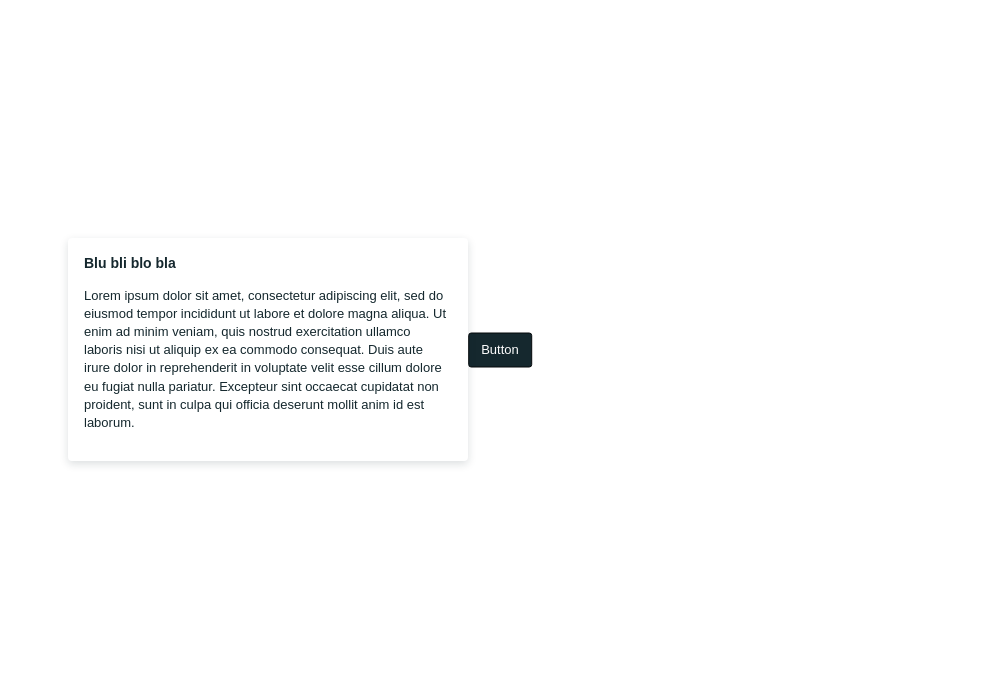 Blu bli blo bla
Lorem ipsum dolor sit amet, consectetur adipiscing elit, sed do
eiusmod tempor incididunt ut labore et dolore magna aliqua. Ut
enim ad minim veniam, quis nostrud exercitation ullamco
laboris nisi ut aliquip ex ea commodo consequat. Duis aute
irure dolor in reprehenderit in voluptate velit esse cillum dolore
eu fugiat nulla pariatur. Excepteur sint occaecat cupidatat non
proident, sunt in culpa qui officia deserunt mollit anim id est
laborum.
Button